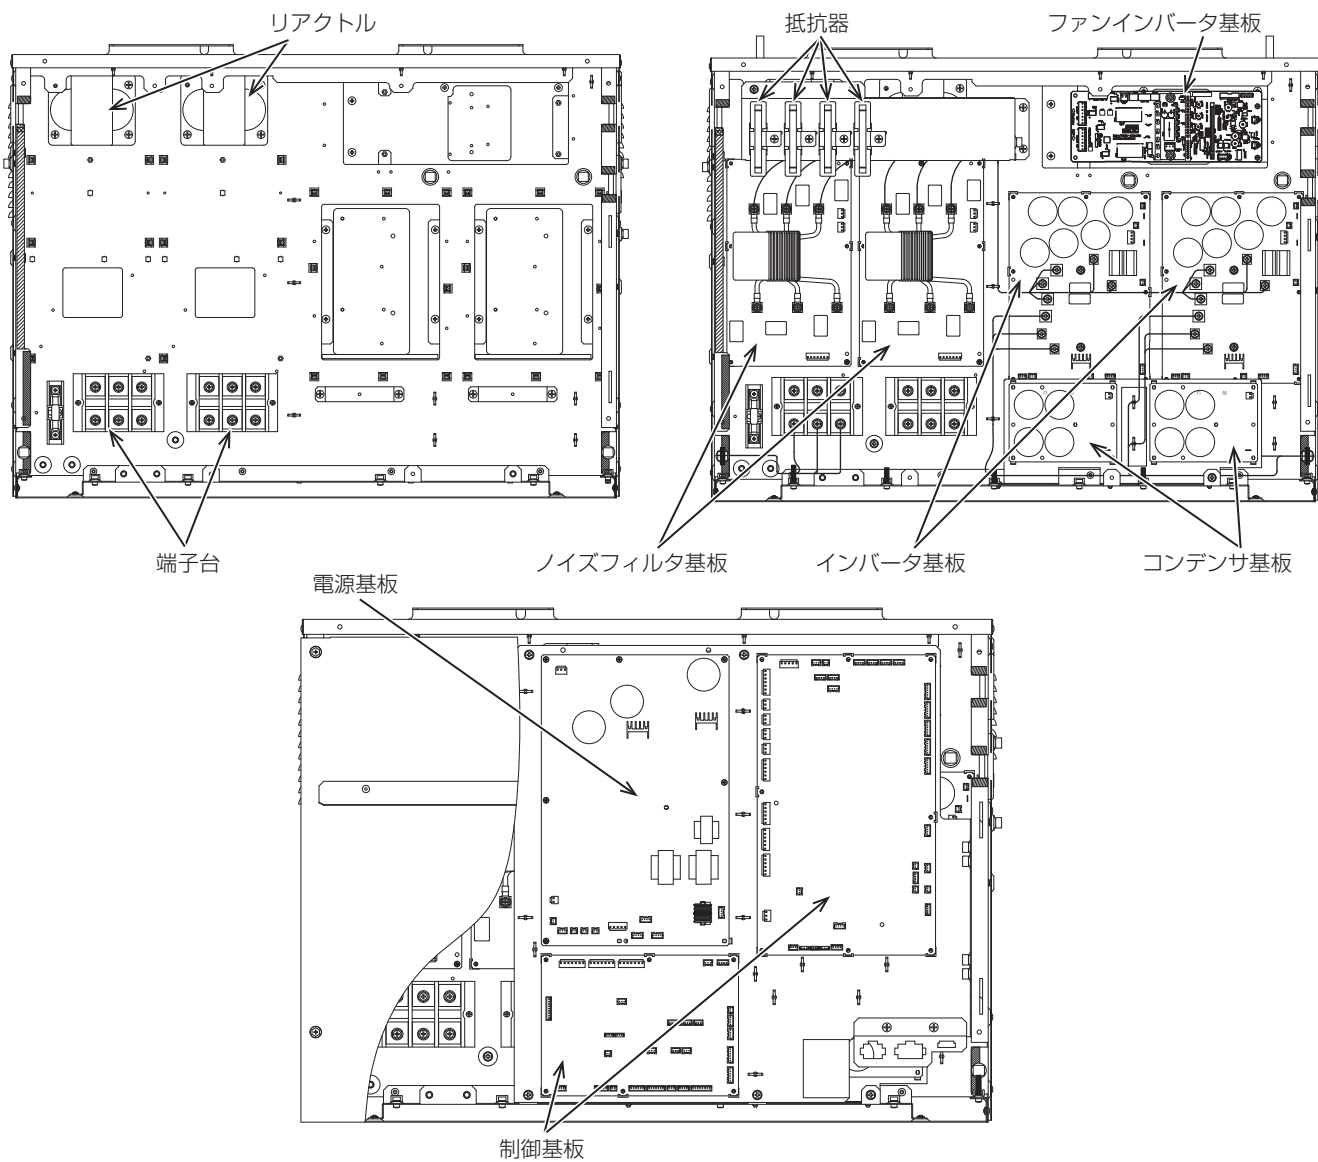 リアクトル
抵抗器
ファンインバータ基板
端子台
ノイズフィルタ基板
インバータ基板
コンデンサ基板
電源基板
制御基板